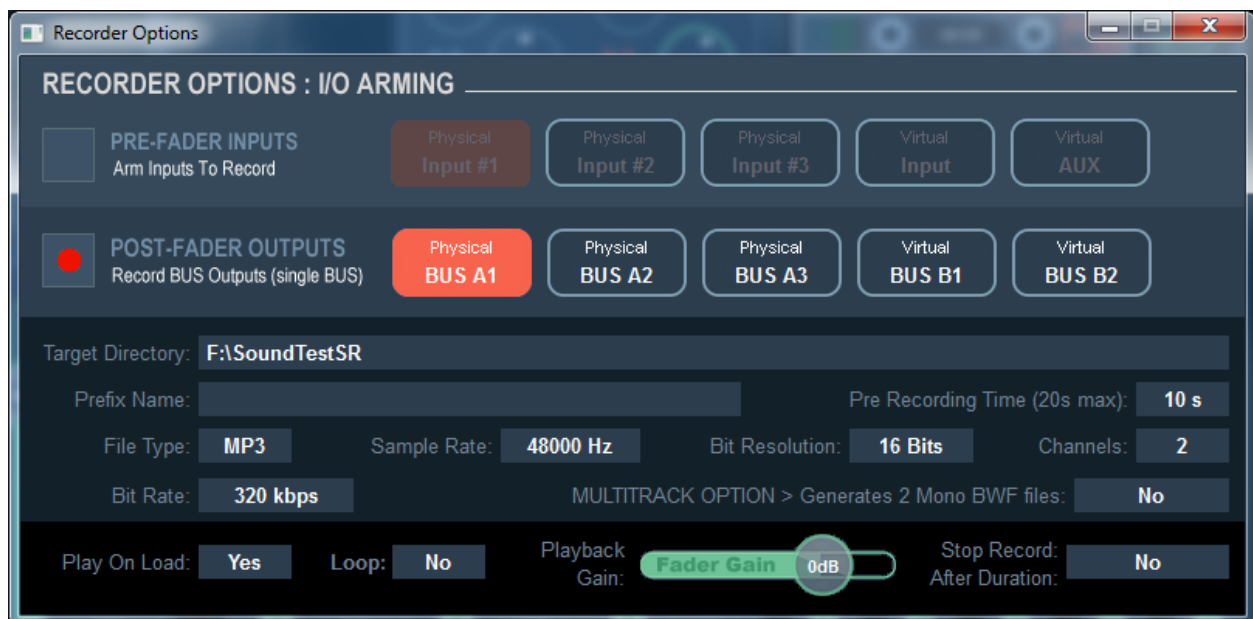 Recorder Options
RECORDER OPTIONS : I/O ARMING
PRE-FADER INPUTS
Arm Inputs To Record
Physical Input #1
Physical Input #2
Physical Input #3
Virtual Input
Virtual AUX
POST-FADER OUTPUTS
Record BUS Outputs (single BUS)
Physical BUS A1
Physical BUS A2
Physical BUS A3
Virtual BUS B1
Virtual BUS B2
Target Directory: F:\SoundTestSR
Prefix Name: Pre Recording Time (20s max): 10 s
File Type: MP3 Sample Rate: 48000 Hz Bit Resolution: 16 Bits Channels: 2
Bit Rate: 320 kbps MULTITRACK OPTION > Generates 2 Mono BWF files: No
Play On Load: Yes Loop: No
Playback
Gain:
Fader Gain 0dB
Stop Record:
After Duration:
No